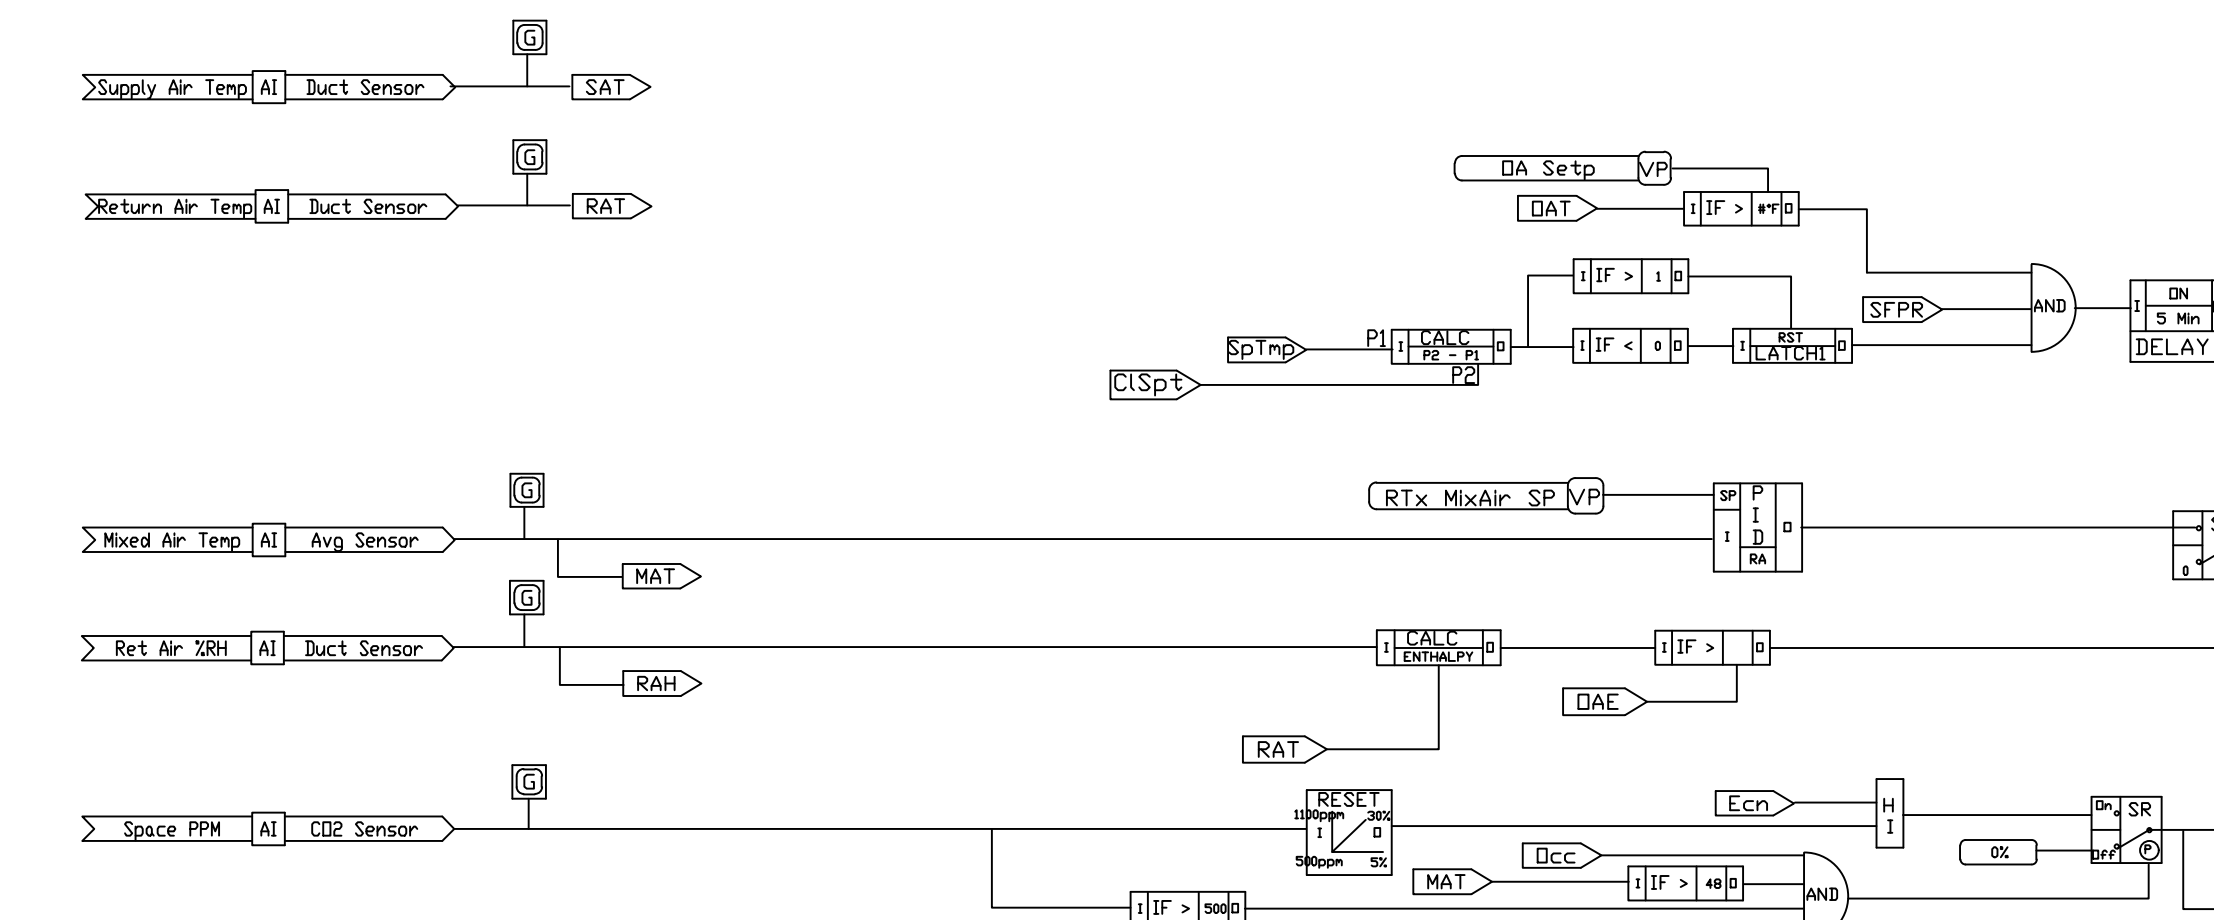 G
Supply Air Temp AI Duct Sensor SAT
G
Return Air Temp AI Duct Sensor RAT
OA Setp VP
OAT I IF > #°F O
I IF > 1 O
SFPR
AND
I ON
5 Min
DELAY
SpTmp P1 I CALC O
P2 - P1
P2
I IF < 0 O
I RST O
LATCH1
ClSpt
G
RTx MixAir SP VP
SP P
I I O
D
RA
Mixed Air Temp AI Avg Sensor
MAT
0
G
Ret Air %RH AI Duct Sensor
RAH
I CALC O
ENTHALPY
I IF > O
OAE
RAT
G
Space PPM AI CO2 Sensor
RESET
1100ppm 30%
I O
500ppm 5%
Ecn
H
I
On SR
Off P
0%
Occ
MAT I IF > 48 O
AND
I IF > 500 O